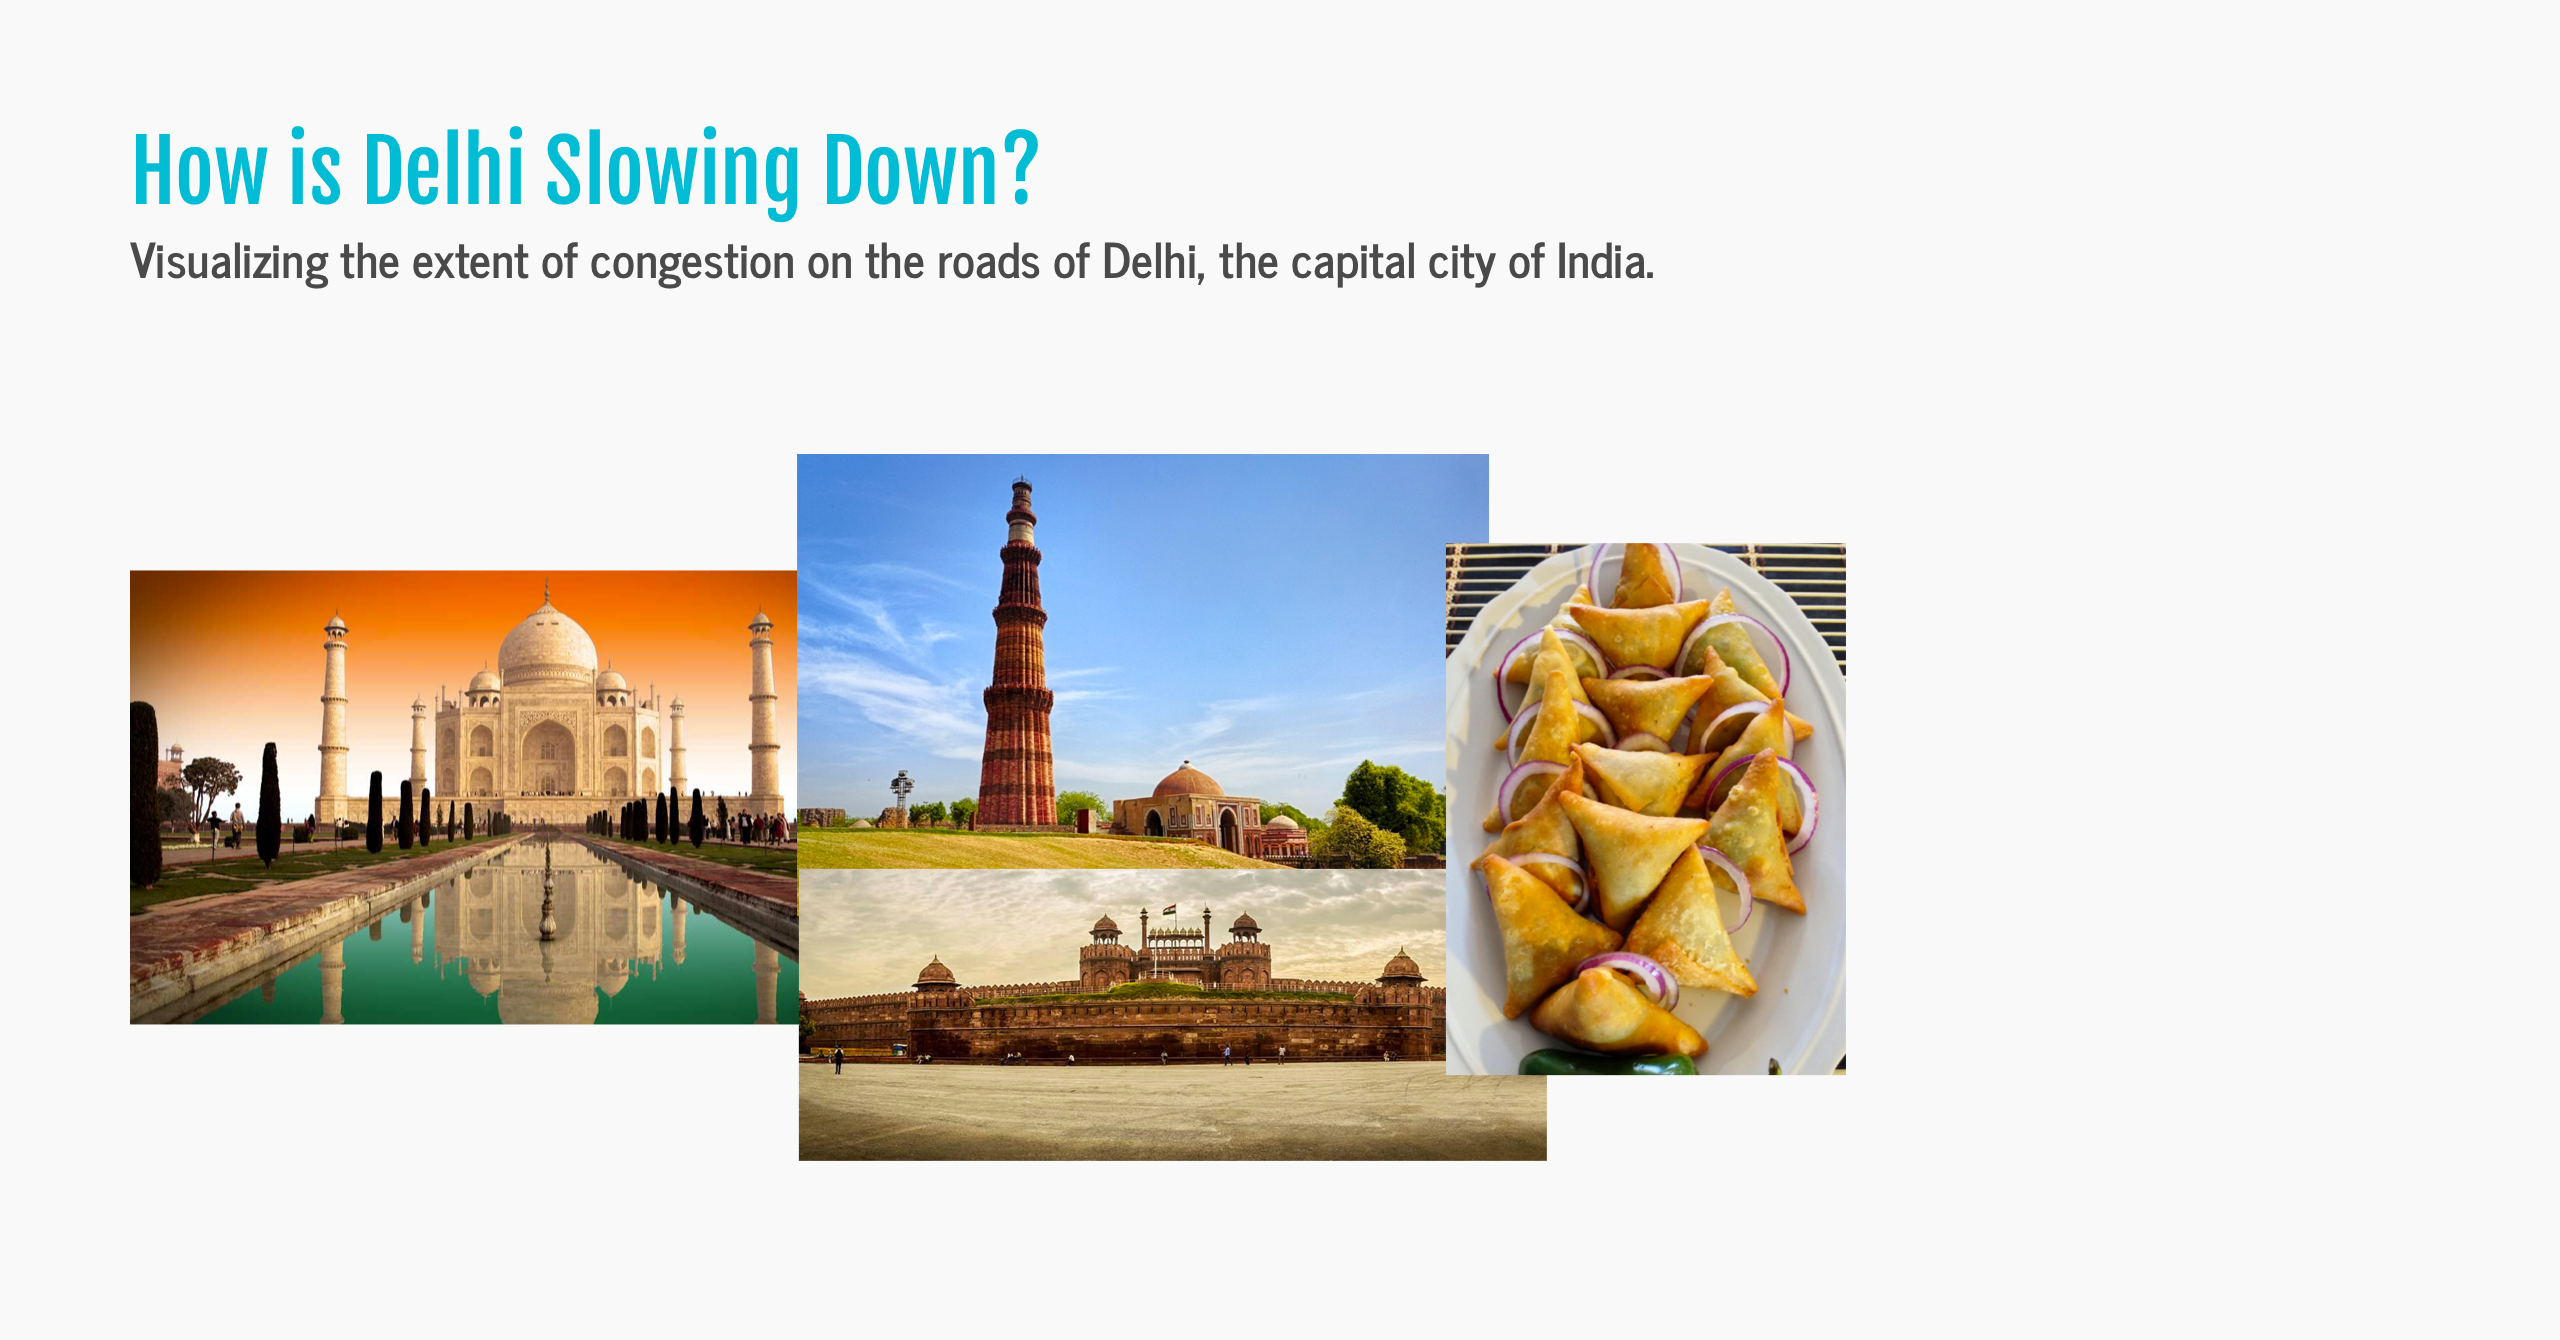 How is Delhi Slowing Down?
Visualizing the extent of congestion on the roads of Delhi, the capital city of India.